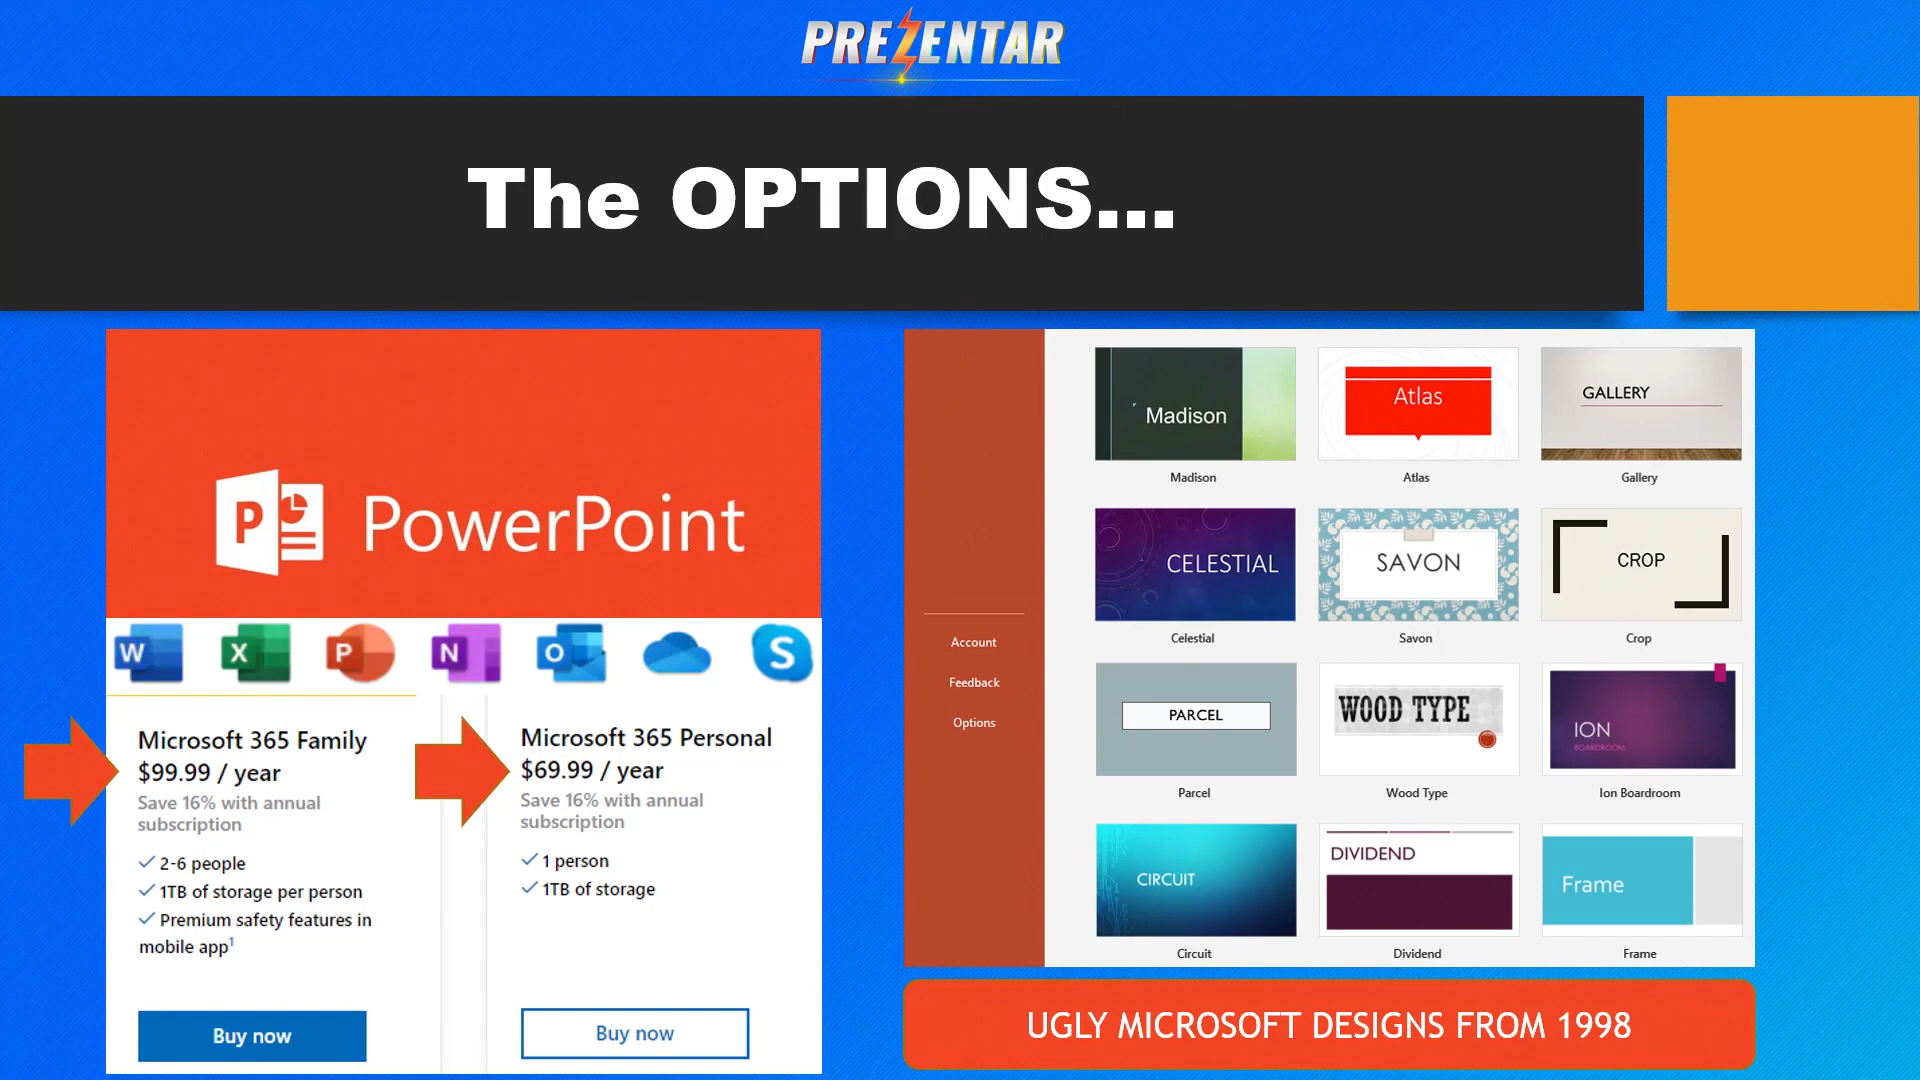 PREZENTAR
The OPTIONS...
P PowerPoint
W X P N O S
Microsoft 365 Family
$99.99 / year
Save 16% with annual
subscription
✓ 2-6 people
✓ 1TB of storage per person
✓ Premium safety features in
mobile app1
Buy now
Microsoft 365 Personal
$69.99 / year
Save 16% with annual
subscription
✓ 1 person
✓ 1TB of storage
Buy now
Account
Feedback
Options
Madison
Madison
Atlas
Atlas
GALLERY
Gallery
CELESTIAL
Celestial
SAVON
Savon
CROP
Crop
PARCEL
Parcel
WOOD TYPE
Wood Type
ION
BOARDROOM
Ion Boardroom
CIRCUIT
Circuit
DIVIDEND
Dividend
Frame
Frame
UGLY MICROSOFT DESIGNS FROM 1998